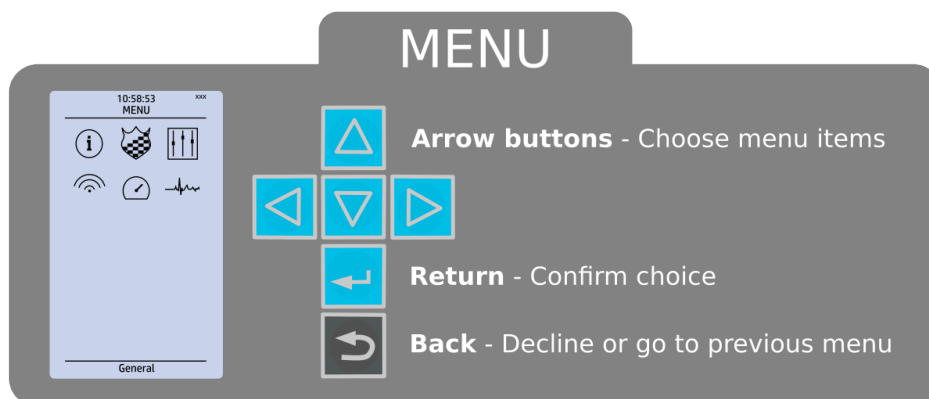 MENU
10:58:53 xxx
MENU
i
General
Arrow buttons - Choose menu items
Return - Confirm choice
Back - Decline or go to previous menu